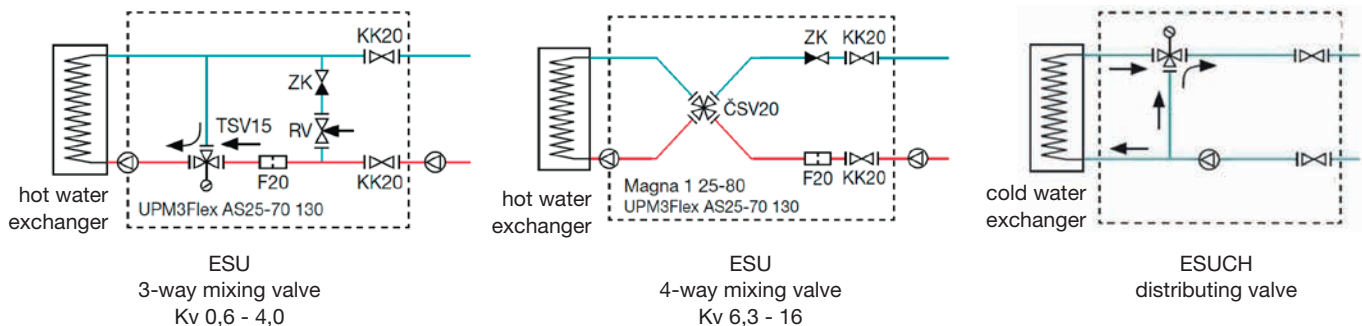 KK20
ZK
TSV15
RV
F20
KK20
UPM3Flex AS25-70 130
hot water
exchanger
ESU
3-way mixing valve
Kv 0,6 - 4,0
ZK
KK20
ČSV20
F20
KK20
Magna 1 25-80
UPM3Flex AS25-70 130
hot water
exchanger
ESU
4-way mixing valve
Kv 6,3 - 16
cold water
exchanger
ESUCH
distributing valve